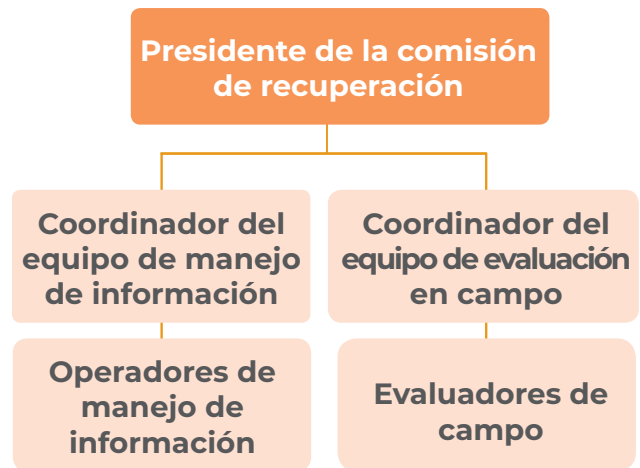 Presidente de la comisión
de recuperación
Coordinador del
equipo de manejo
de información
Coordinador del
equipo de evaluación
en campo
Operadores de
manejo de
información
Evaluadores de
campo